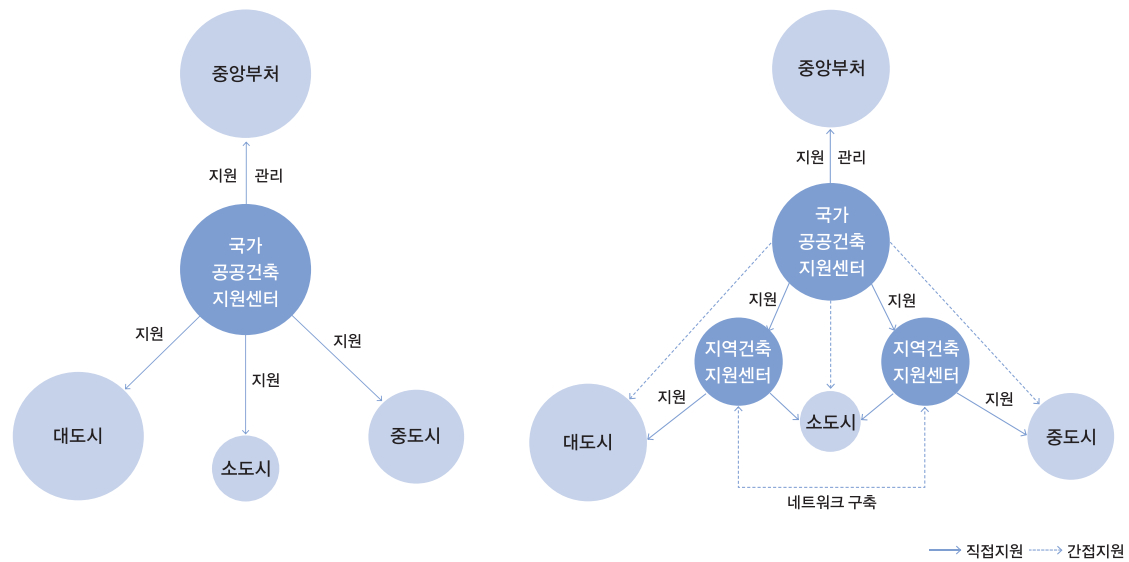 중앙부처
지원 관리
국가
공공건축
지원센터
지원
지원
지원
대도시
소도시
중도시
중앙부처
지원 관리
국가
공공건축
지원센터
지원
지원
지역건축
지원센터
지역건축
지원센터
지원
지원
대도시
소도시
중도시
네트워크 구축
직접지원
간접지원